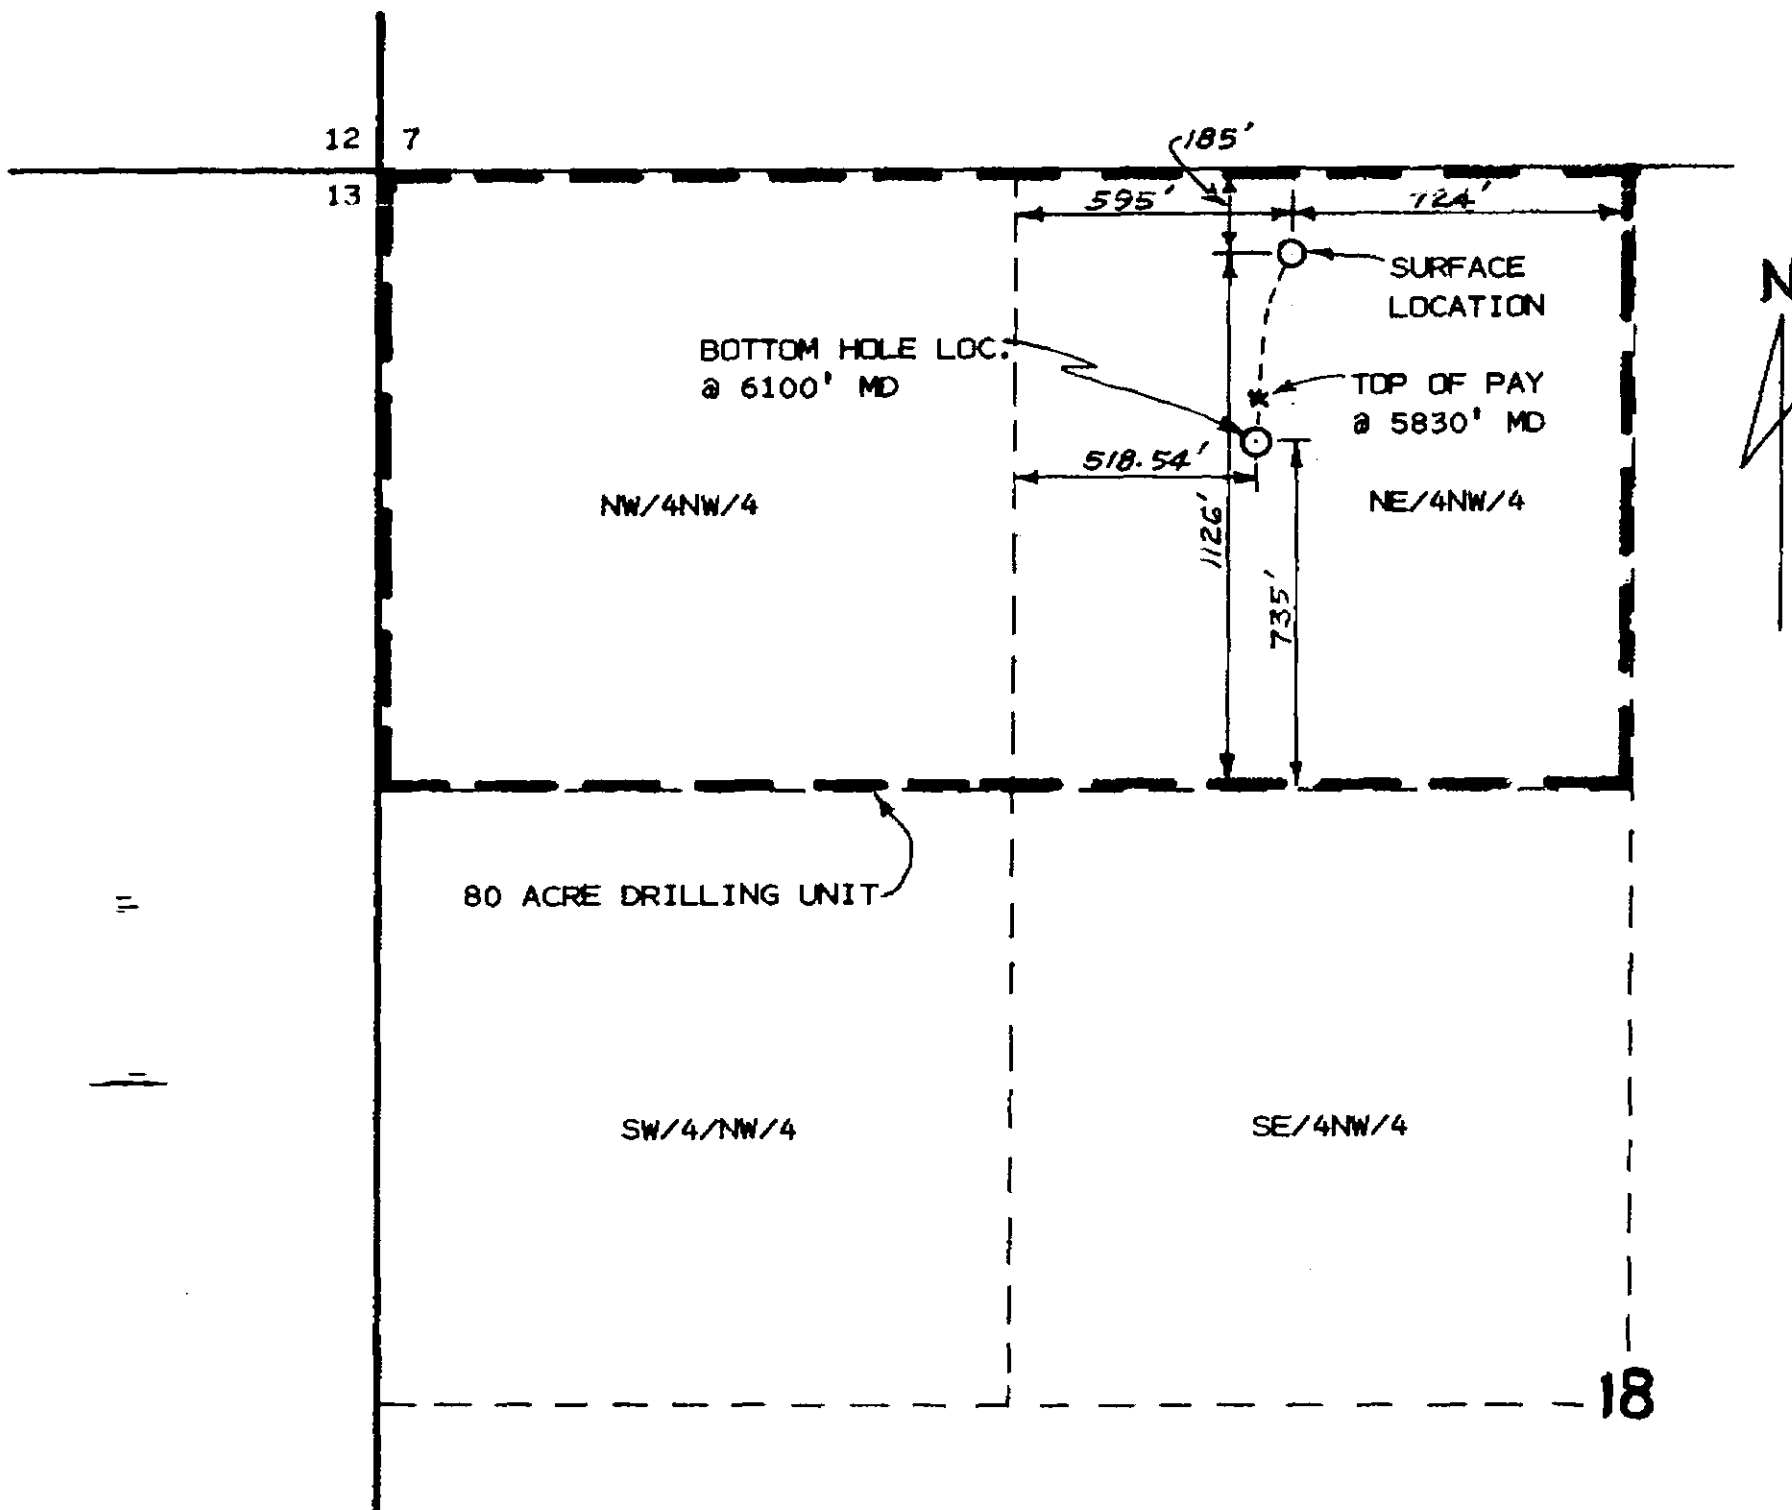 12 7
13
185'
595'
724'
SURFACE
LOCATION
N
BOTTOM HOLE LOC.
@ 6100' MD
TOP OF PAY
@ 5830' MD
518.54'
NW/4NW/4
NE/4NW/4
1126'
735'
80 ACRE DRILLING UNIT
SW/4/NW/4
SE/4NW/4
18